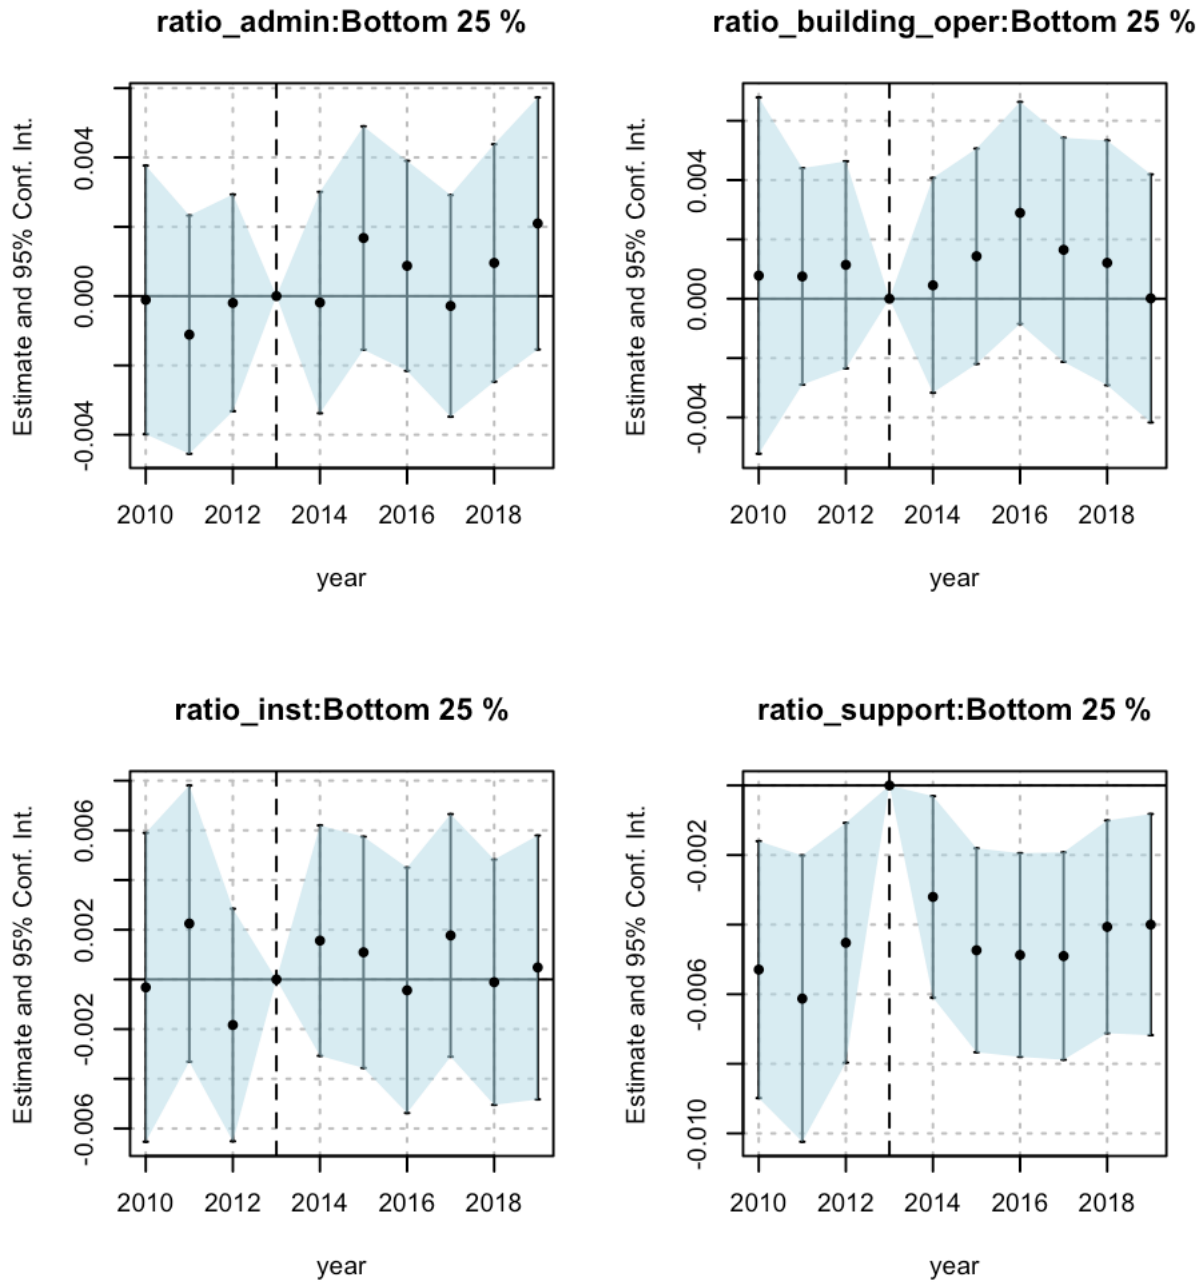 ratio_admin:Bottom 25 %
Estimate and 95% Conf. Int.
0.004
0.000
-0.004
2010 2012 2014 2016 2018
year
ratio_building_oper:Bottom 25 %
Estimate and 95% Conf. Int.
0.004
0.000
-0.004
2010 2012 2014 2016 2018
year
ratio_inst:Bottom 25 %
Estimate and 95% Conf. Int.
0.006
0.002
-0.002
-0.006
2010 2012 2014 2016 2018
year
ratio_support:Bottom 25 %
Estimate and 95% Conf. Int.
-0.002
-0.006
-0.010
2010 2012 2014 2016 2018
year